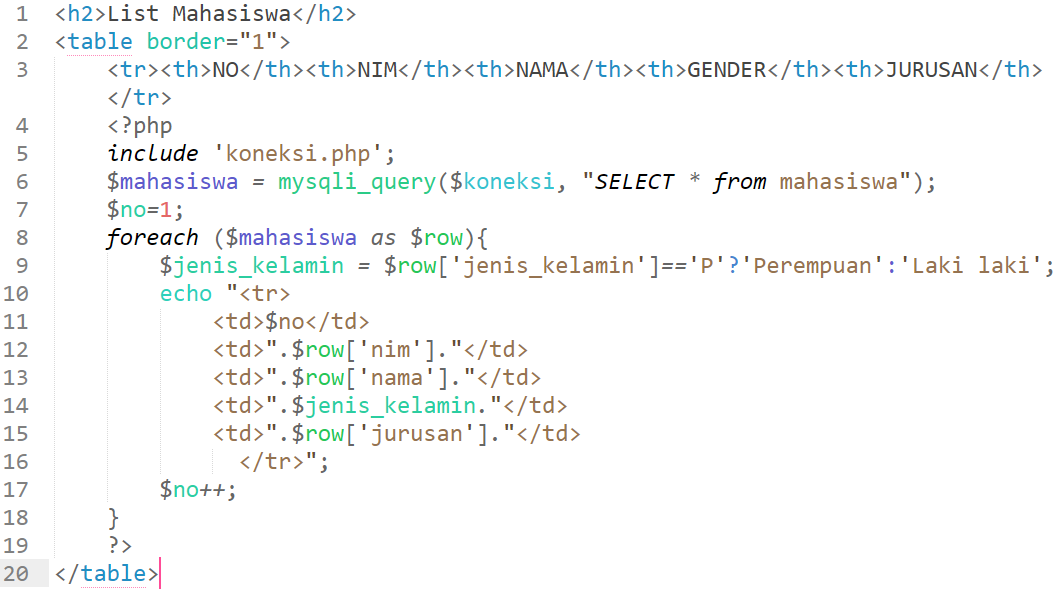 1 <h2>List Mahasiswa</h2>
2 <table border="1">
3 <tr><th>NO</th><th>NIM</th><th>NAMA</th><th>GENDER</th><th>JURUSAN</th>
</tr>
4 <?php
5 include 'koneksi.php';
6 $mahasiswa = mysqli_query($koneksi, "SELECT * from mahasiswa");
7 $no=1;
8 foreach ($mahasiswa as $row){
9 $jenis_kelamin = $row['jenis_kelamin']=='P'?'Perempuan':'Laki laki';
10 echo "<tr>
11 <td>$no</td>
12 <td>".$row['nim']."</td>
13 <td>".$row['nama']."</td>
14 <td>".$jenis_kelamin."</td>
15 <td>".$row['jurusan']."</td>
16 </tr>";
17 $no++;
18 }
19 ?>
20 </table>